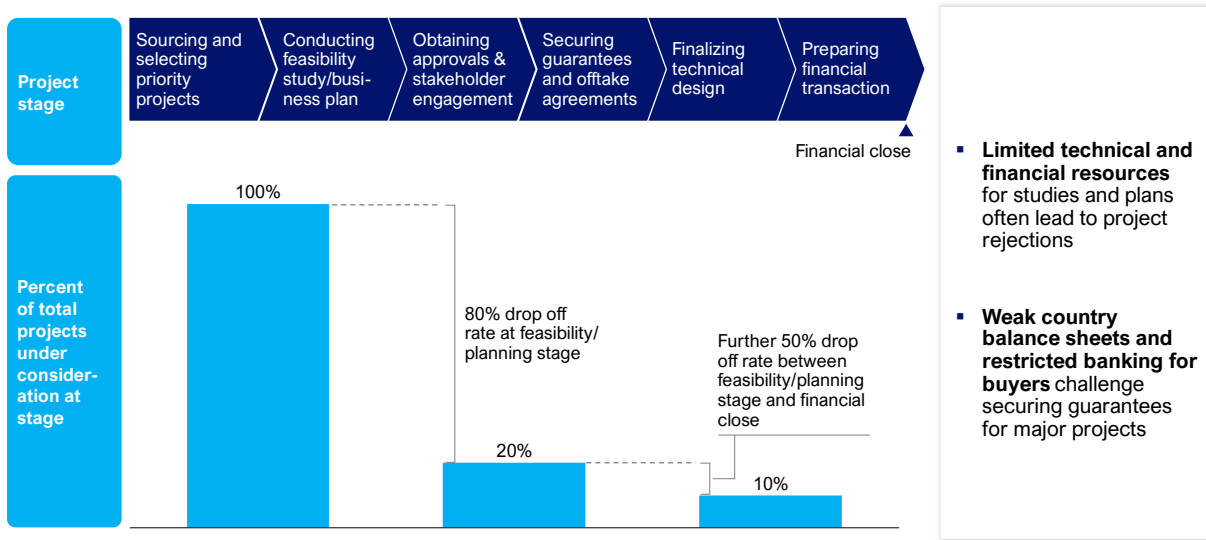 Project
stage
Sourcing and
selecting
priority
projects
Conducting
feasibility
study/busi-
ness plan
Obtaining
approvals &
stakeholder
engagement
Securing
guarantees
and offtake
agreements
Finalizing
technical
design
Preparing
financial
transaction
Financial close
Percent
of total
projects
under
consider-
ation at
stage
100%
80% drop off
rate at feasibility/
planning stage
20%
Further 50% drop
off rate between
feasibility/planning
stage and financial
close
10%
▪ Limited technical and
financial resources
for studies and plans
often lead to project
rejections
▪ Weak country
balance sheets and
restricted banking for
buyers challenge
securing guarantees
for major projects